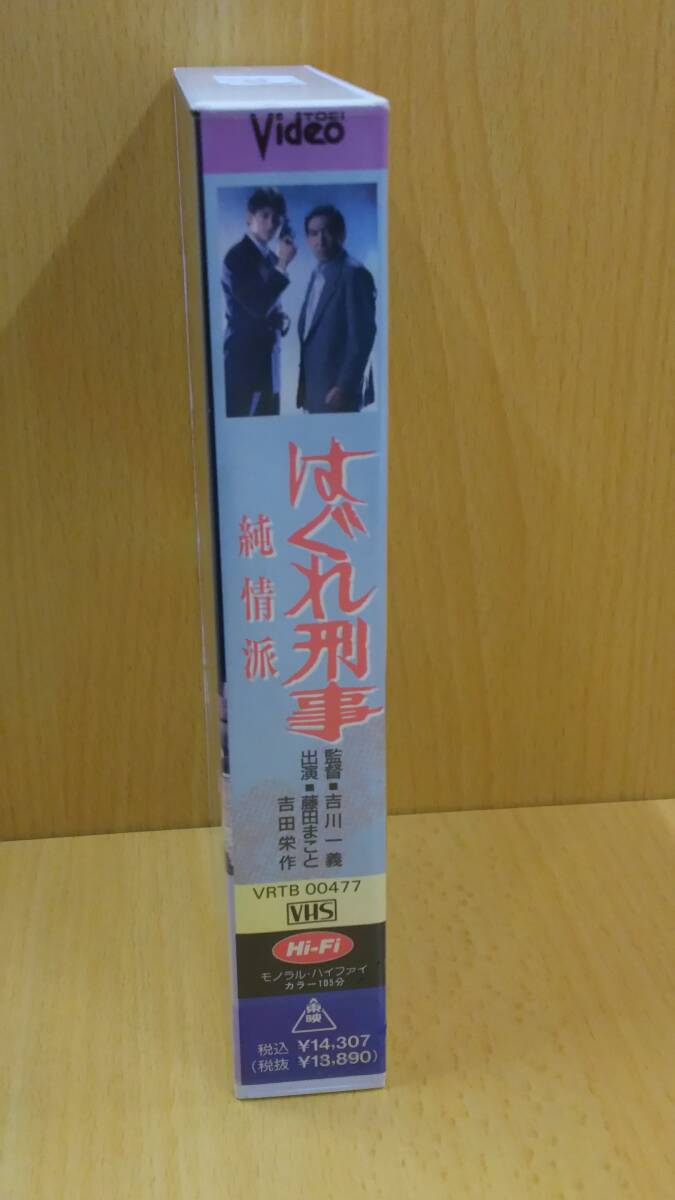 TOEI
Video
はぐれ刑事
純情派
監督■吉川一義
出演■藤田まこと
吉田栄作
VRTB 00477
VHS
Hi-Fi
モノラル・ハイファイ
カラー105分
東映
税込 ¥14,307
(税抜 ¥13,890)